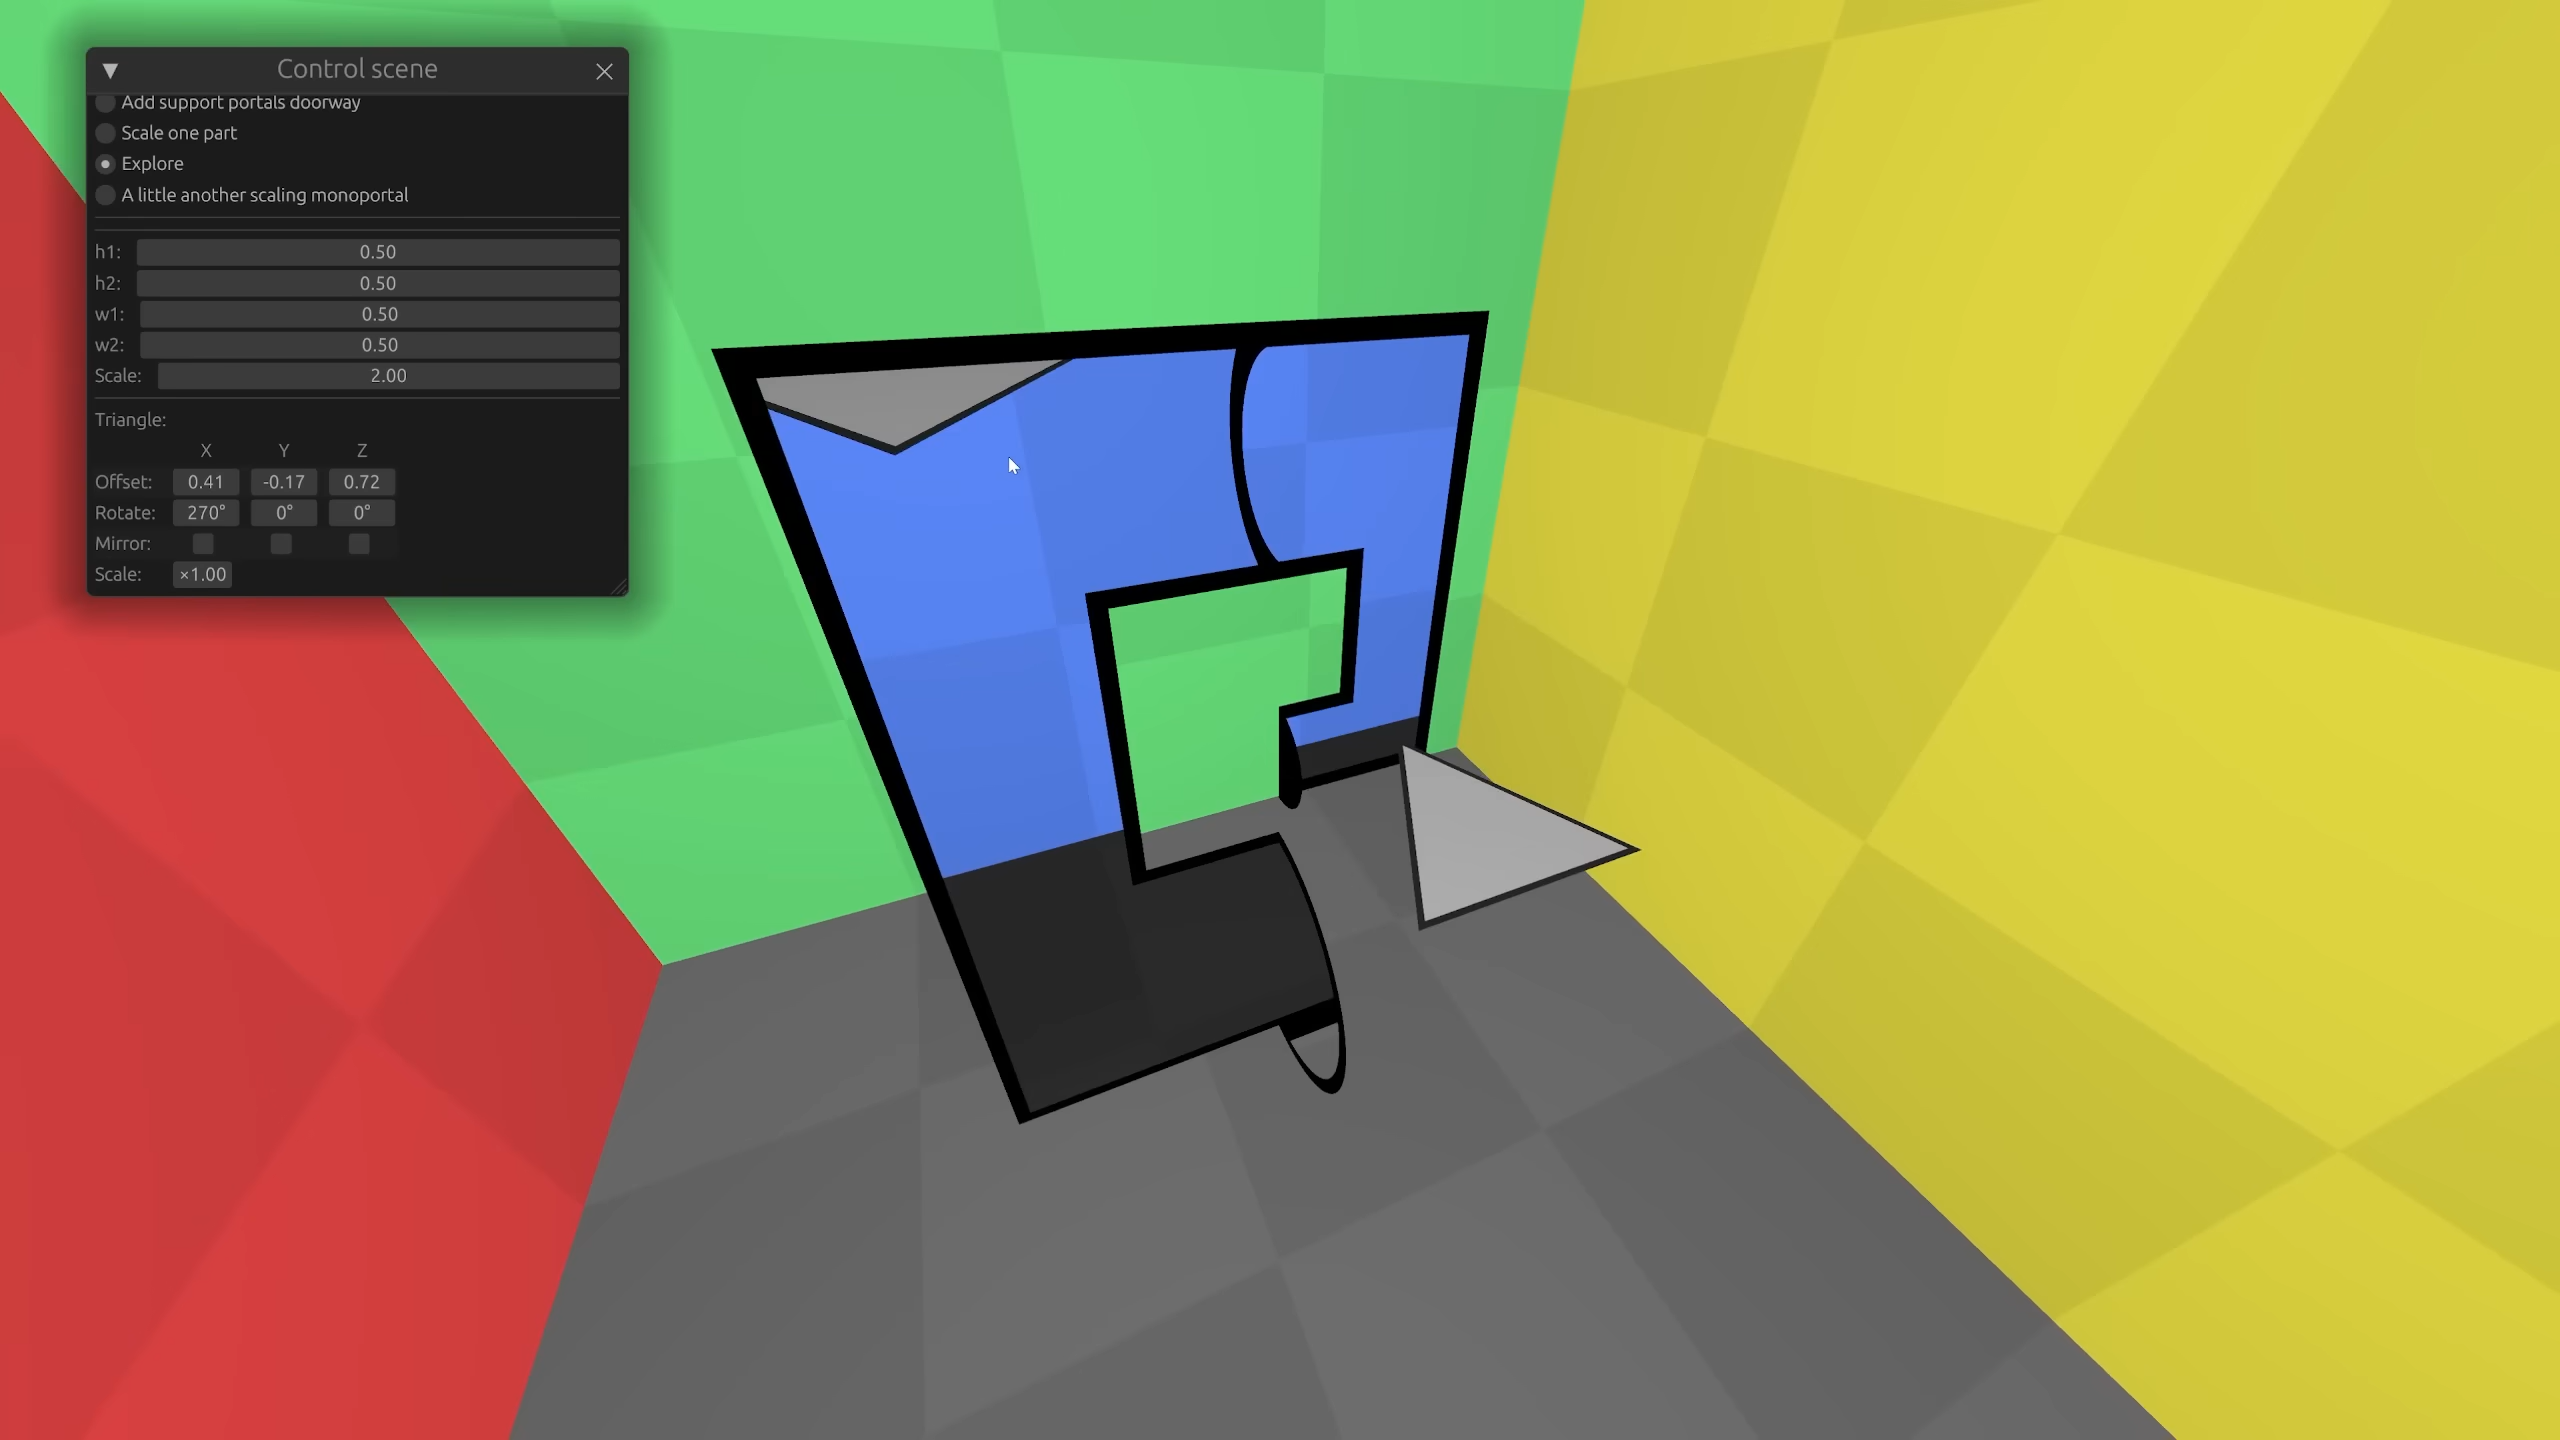 Control scene
Add support portals doorway
Scale one part
Explore
A little another scaling monoportal
h1: 0.50
h2: 0.50
w1: 0.50
w2: 0.50
Scale: 2.00
Triangle:
X Y Z
Offset: 0.41 -0.17 0.72
Rotate: 270° 0° 0°
Mirror:
Scale: ×1.00